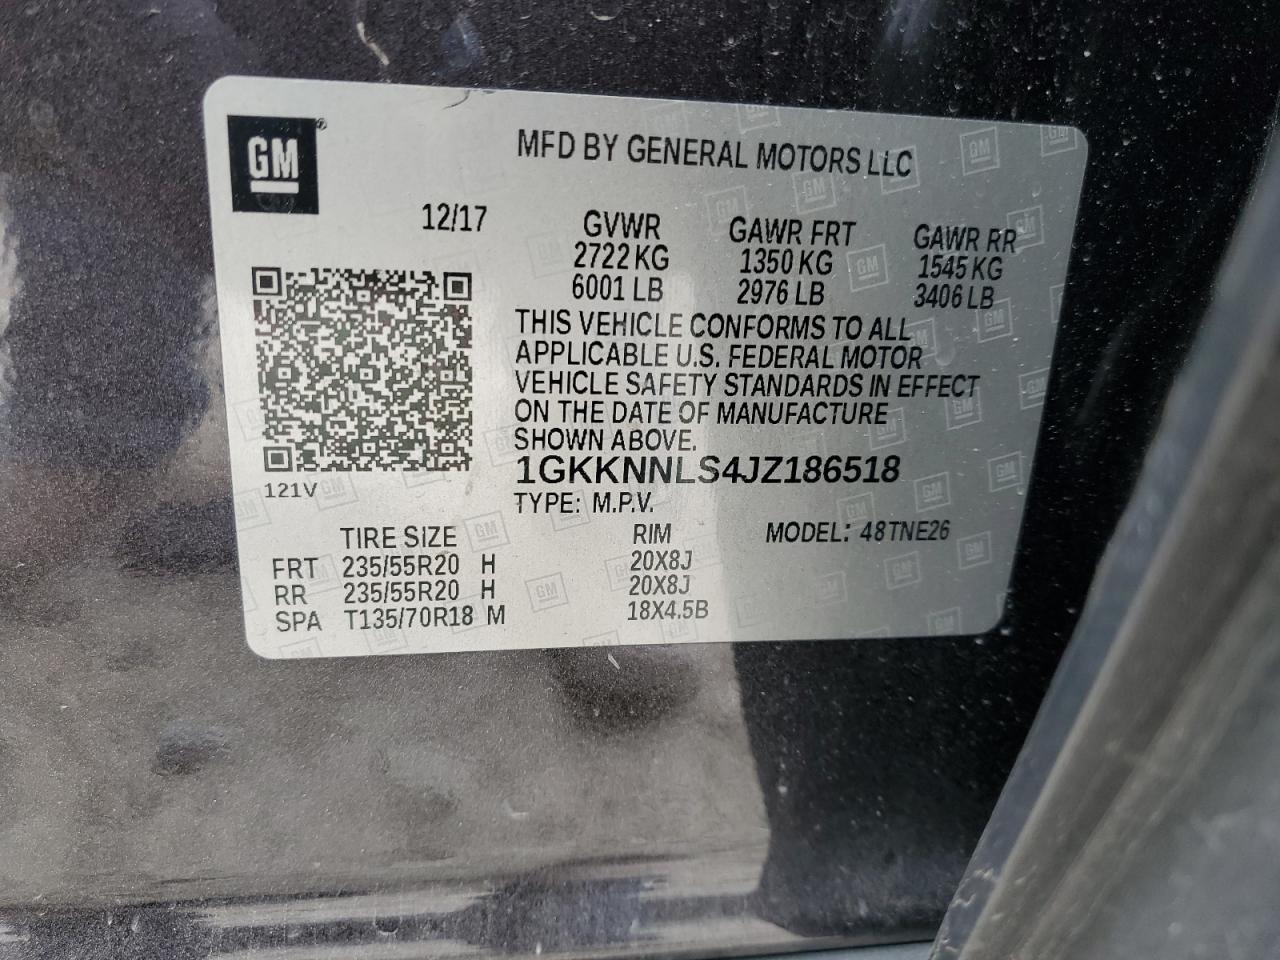 GM
MFD BY GENERAL MOTORS LLC
12/17
GVWR GAWR FRT GAWR RR
2722 KG 1350 KG 1545 KG
6001 LB 2976 LB 3406 LB
THIS VEHICLE CONFORMS TO ALL
APPLICABLE U.S. FEDERAL MOTOR
VEHICLE SAFETY STANDARDS IN EFFECT
ON THE DATE OF MANUFACTURE
SHOWN ABOVE.
1GKKNNLS4JZ186518
121V
TYPE: M.P.V.
TIRE SIZE RIM MODEL: 48TNE26
FRT 235/55R20 H 20X8J
RR 235/55R20 H 20X8J
SPA T135/70R18 M 18X4.5B